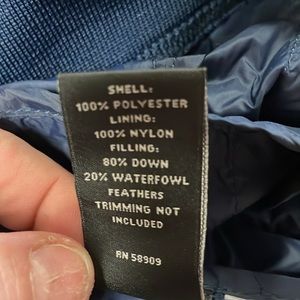 SHELL:
100% POLYESTER
LINING:
100% NYLON
FILLING:
80% DOWN
20% WATERFOWL
FEATHERS
TRIMMING NOT
INCLUDED
RN 58909